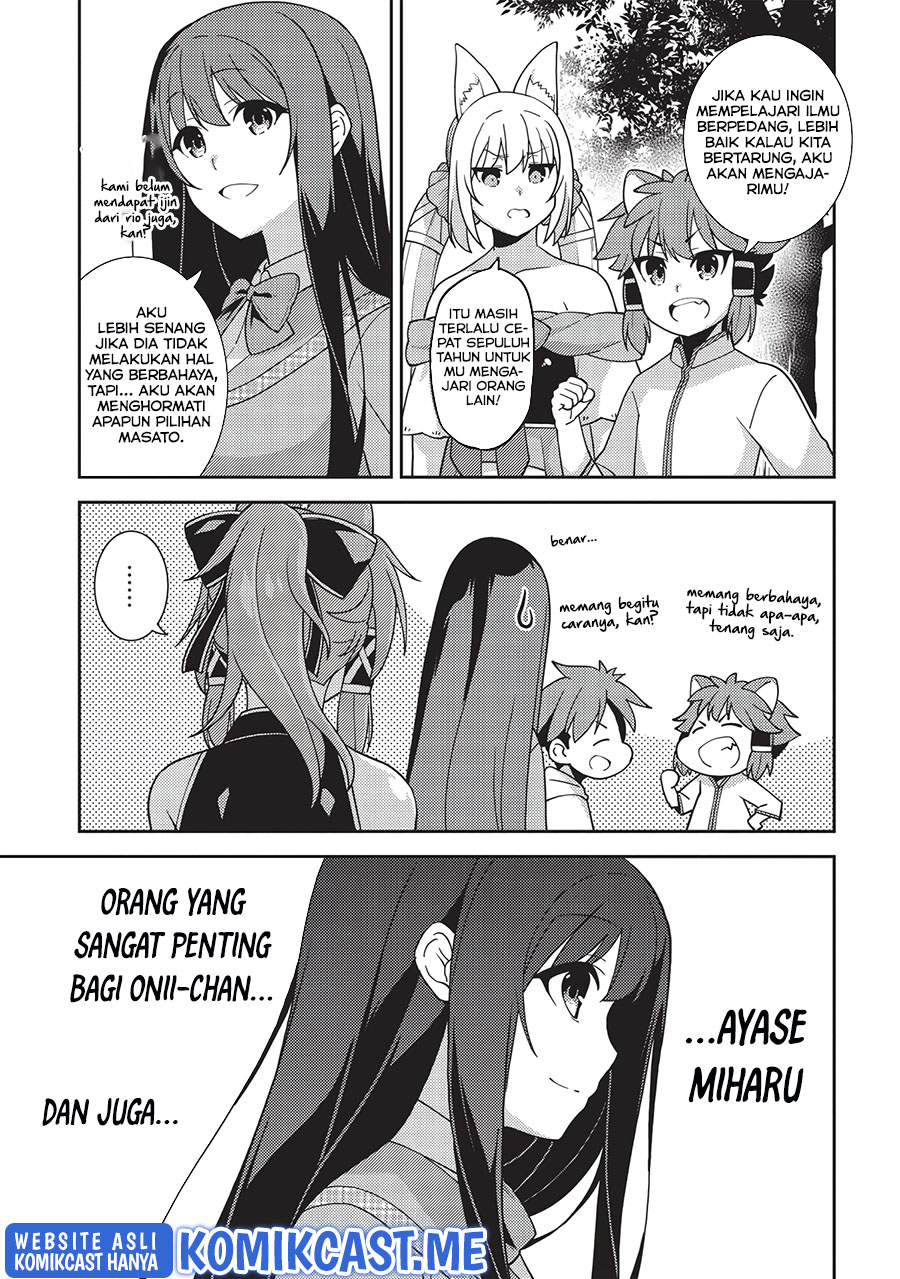 JIKA KAU INGIN
MEMPELAJARI ILMU
BERPEDANG, LEBIH
BAIK KALAU KITA
BERTARUNG, AKU
AKAN MENGAJA-
RIMU!
ITU MASIH
TERLALU CE-
PAT SEPULUH
TAHUN UNTUK
MU MENGA-
JARI ORANG
LAIN!
kami belum
mendapat ijin
dari rio juga,
kan?
AKU
LEBIH SENANG
JIKA DIA TIDAK
MELAKUKAN HAL
YANG BERBAHAYA,
TAPI... AKU AKAN
MENGHORMATI
APAPUN PILIHAN
MASATO.
memang berbahaya,
tapi tidak apa-apa,
tenang saja.
memang begitu
caranya, kan?
benar...
......
...AYASE
MIHARU
ORANG YANG
SANGAT PENTING
BAGI ONII-CHAN...
DAN JUGA...
WEBSITE ASLI
KOMIKCAST HANYA
KOMIKCAST.ME